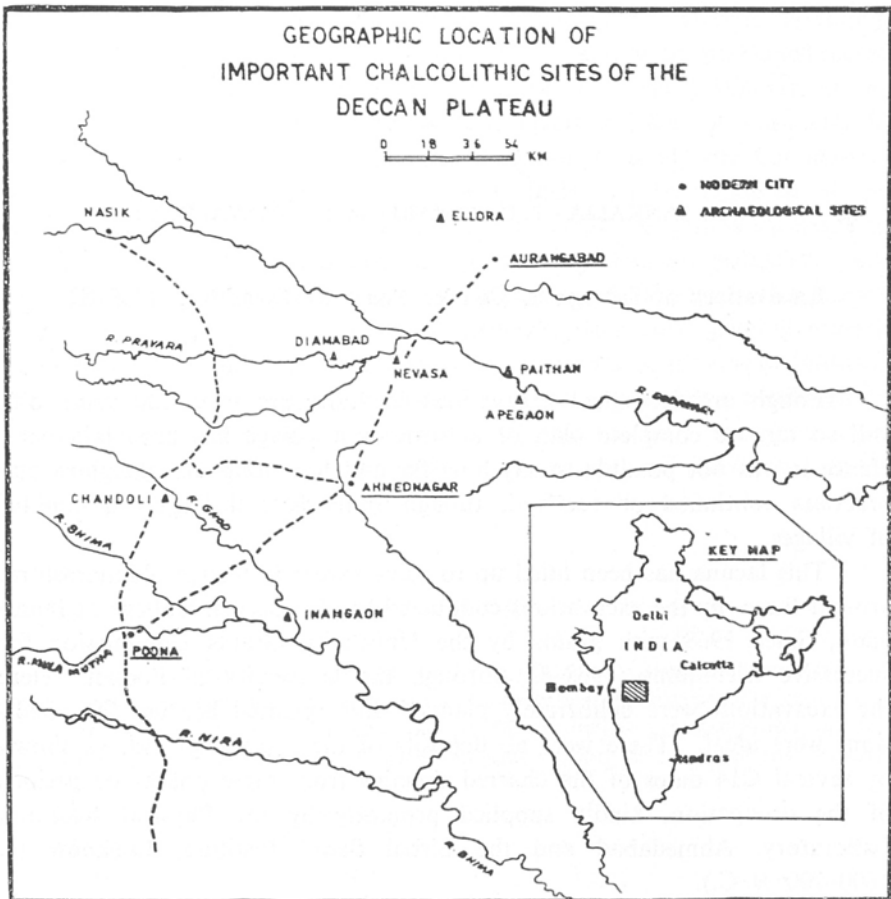 GEOGRAPHIC LOCATION OF
IMPORTANT CHALCOLITHIC SITES OF THE
DECCAN PLATEAU
0 18 36 54 KM
MODERN CITY
ARCHAEOLOGICAL SITES
NASIK
ELLORA
AURANGABAD
R. PRAVARA
DIAMABAD
NEVASA
PAITHAN
APEGAON
R. GODAVARI
AHMEDNAGAR
CHANDOLI
R. GHOD
R. BHIMA
INAMGAON
POONA
R. MULA MUTHA
R. NIRA
R. BHIMA
KEY MAP
Delhi
INDIA
Calcutta
Bombay
Madras